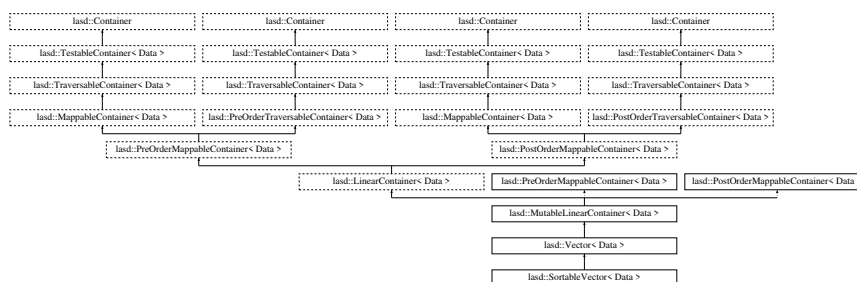 lasd::Container lasd::Container lasd::Container lasd::Container
lasd::TestableContainer< Data > lasd::TestableContainer< Data > lasd::TestableContainer< Data > lasd::TestableContainer< Data >
lasd::TraversableContainer< Data > lasd::TraversableContainer< Data > lasd::TraversableContainer< Data > lasd::TraversableContainer< Data >
lasd::MappableContainer< Data > lasd::PreOrderTraversableContainer< Data > lasd::MappableContainer< Data > lasd::PostOrderTraversableContainer< Data >
lasd::PreOrderMappableContainer< Data > lasd::PostOrderMappableContainer< Data >
lasd::LinearContainer< Data > lasd::PreOrderMappableContainer< Data > lasd::PostOrderMappableContainer< Data
lasd::MutableLinearContainer< Data >
lasd::Vector< Data >
lasd::SortableVector< Data >